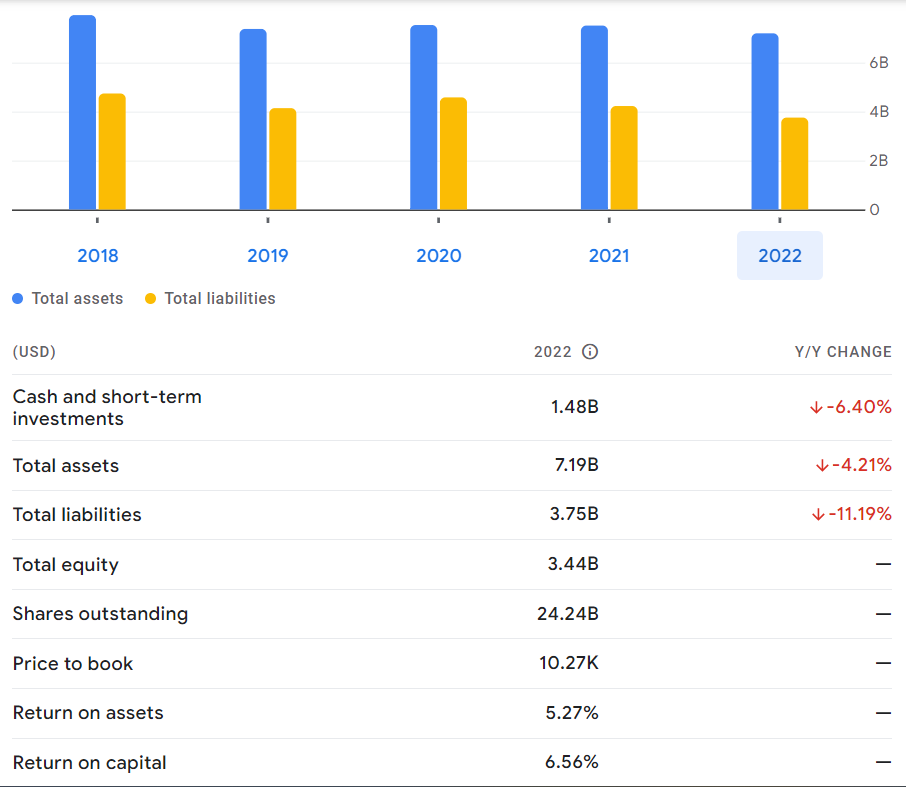 6B
4B
2B
0
2018 2019 2020 2021 2022
Total assets Total liabilities
(USD) 2022 Y/Y CHANGE
Cash and short-term
investments 1.48B -6.40%
Total assets 7.19B -4.21%
Total liabilities 3.75B -11.19%
Total equity 3.44B —
Shares outstanding 24.24B —
Price to book 10.27K —
Return on assets 5.27% —
Return on capital 6.56% —